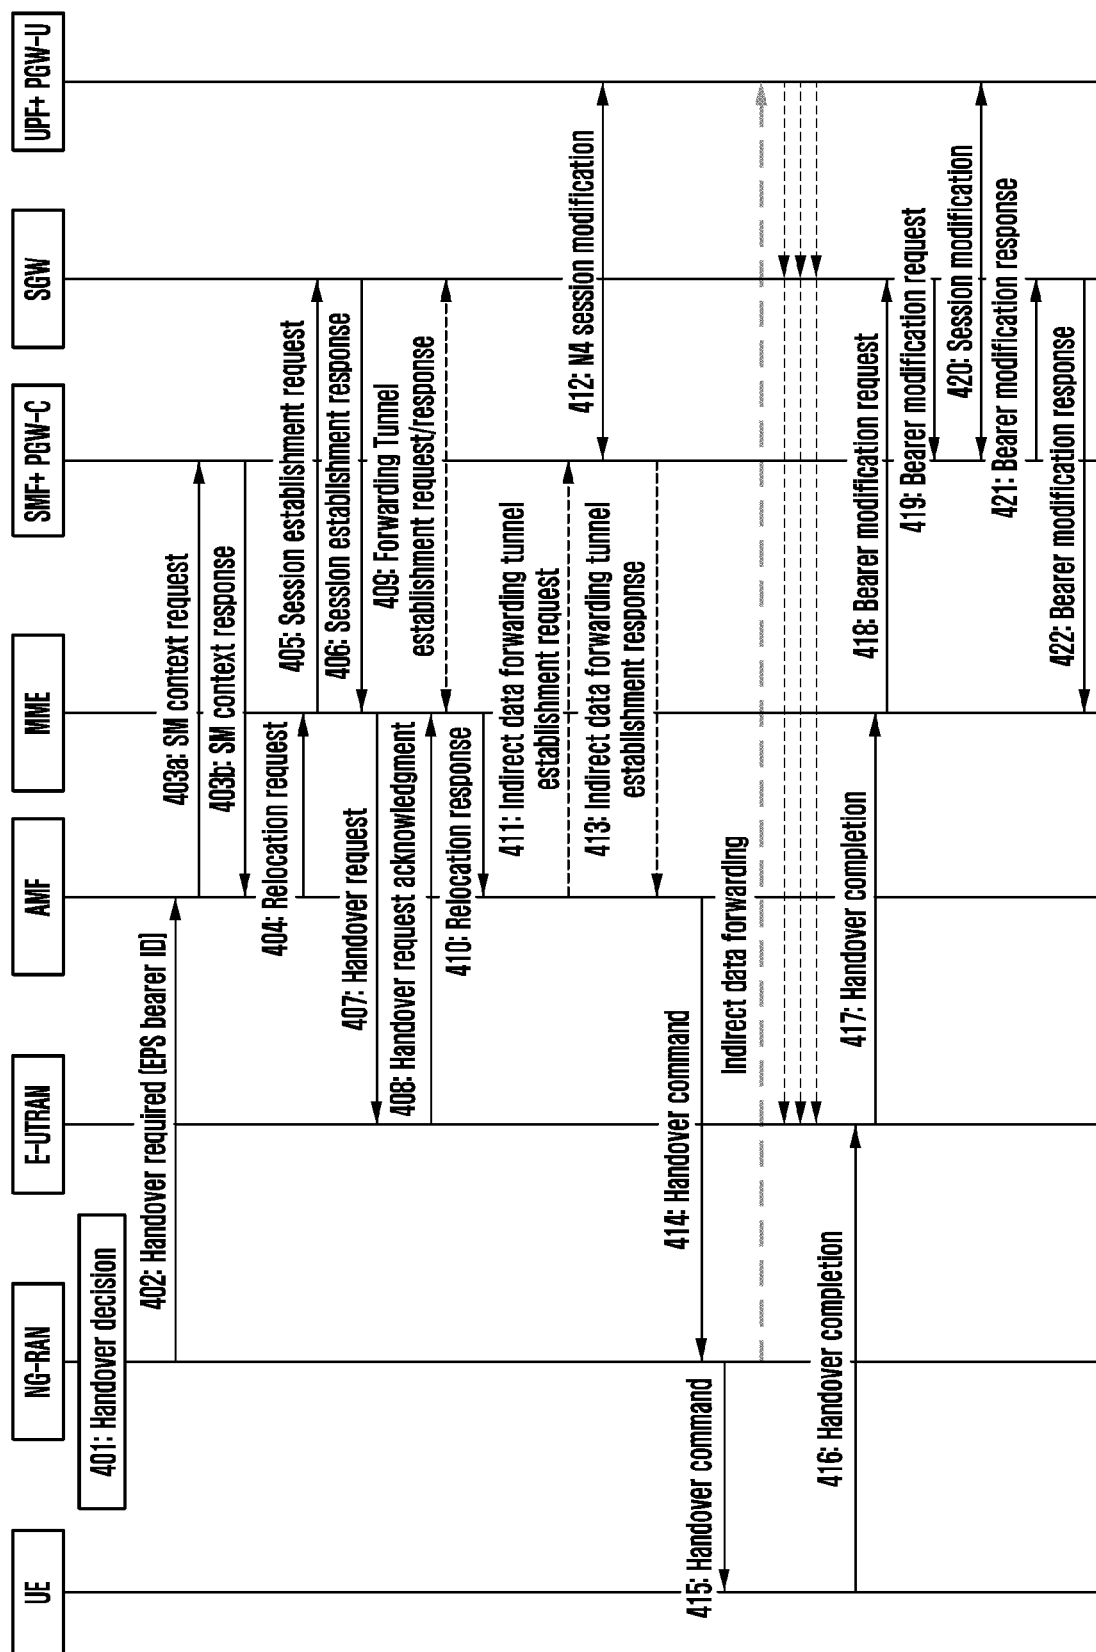 UE
NG-RAN
E-UTRAN
AMF
MME
SMF+ PGW-C
SGW
UPF+ PGW-U
401: Handover decision
402: Handover required (EPS bearer ID)
403a: SM context request
403b: SM context response
404: Relocation request
405: Session establishment request
406: Session establishment response
407: Handover request
408: Handover request acknowledgment
409: Forwarding Tunnel
establishment request/response
410: Relocation response
411: Indirect data forwarding tunnel
establishment request
412: N4 session modification
413: Indirect data forwarding tunnel
establishment response
414: Handover command
415: Handover command
Indirect data forwarding
416: Handover completion
417: Handover completion
418: Bearer modification request
419: Bearer modification request
420: Session modification
421: Bearer modification response
422: Bearer modification response